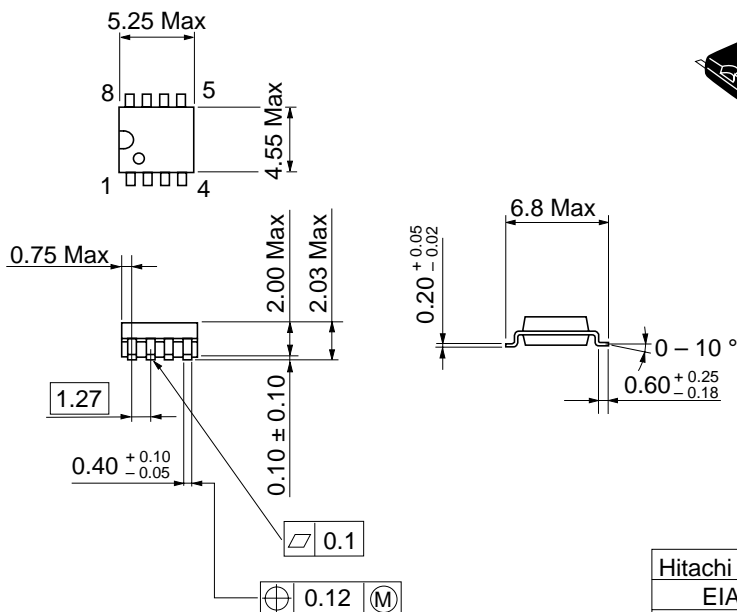 5.25 Max
8 5
4.55 Max
1 4
6.8 Max
0.75 Max
2.00 Max
2.03 Max
0.20 + 0.05 – 0.02
0 – 10 °
1.27
0.60 + 0.25 – 0.18
0.10 ± 0.10
0.40 + 0.10 – 0.05
0.1
0.12 M
Hitachi
EIA